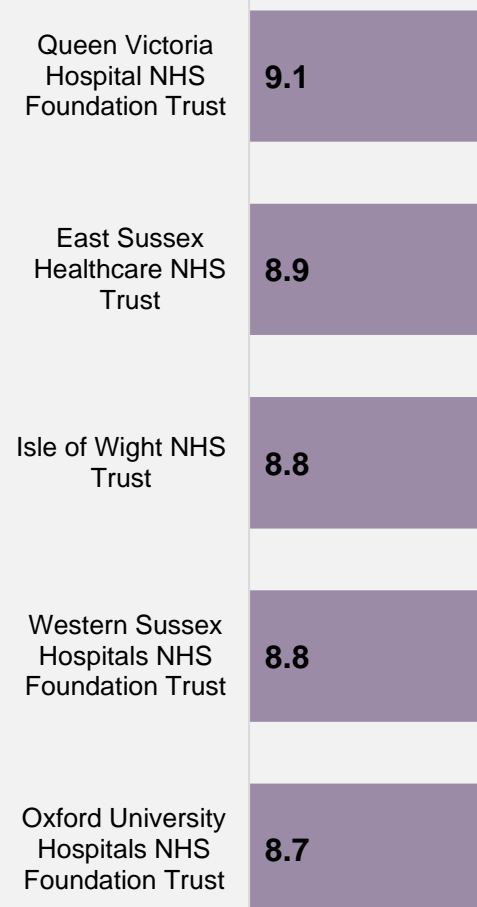 Queen Victoria
Hospital NHS
Foundation Trust
9.1
East Sussex
Healthcare NHS
Trust
8.9
Isle of Wight NHS
Trust
8.8
Western Sussex
Hospitals NHS
Foundation Trust
8.8
Oxford University
Hospitals NHS
Foundation Trust
8.7